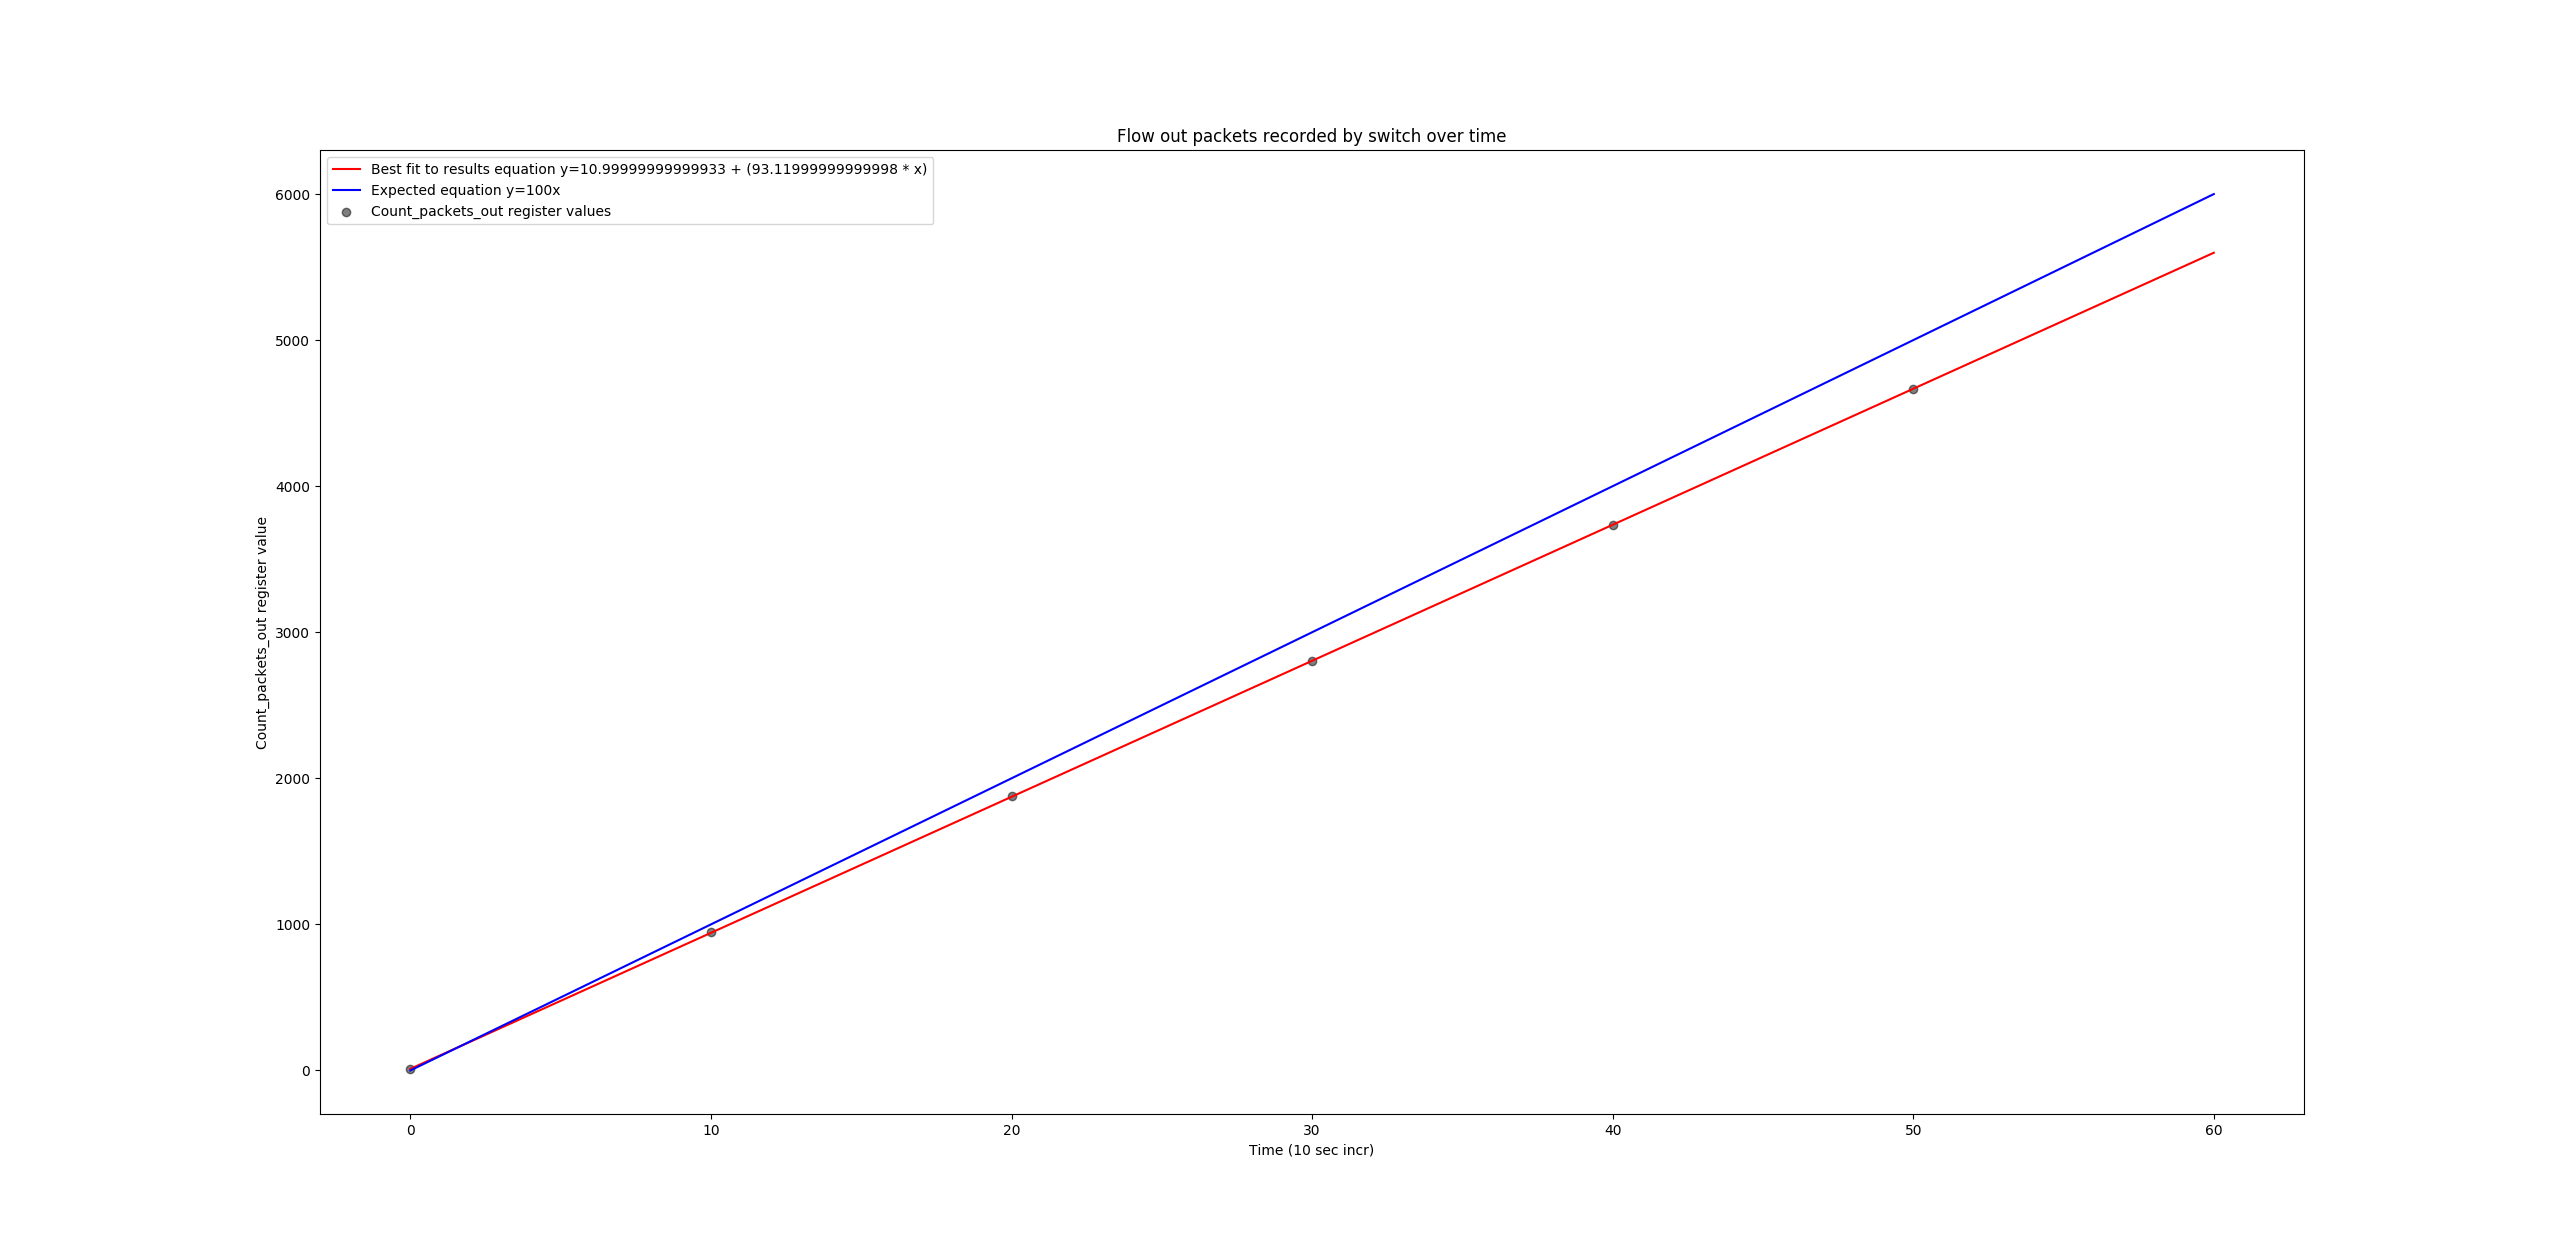 Flow out packets recorded by switch over time
Best fit to results equation y=10.99999999999933 + (93.11999999999998 * x)
Expected equation y=100x
Count_packets_out register values
6000
5000
4000
3000
2000
1000
0
Count_packets_out register value
0 10 20 30 40 50 60
Time (10 sec incr)